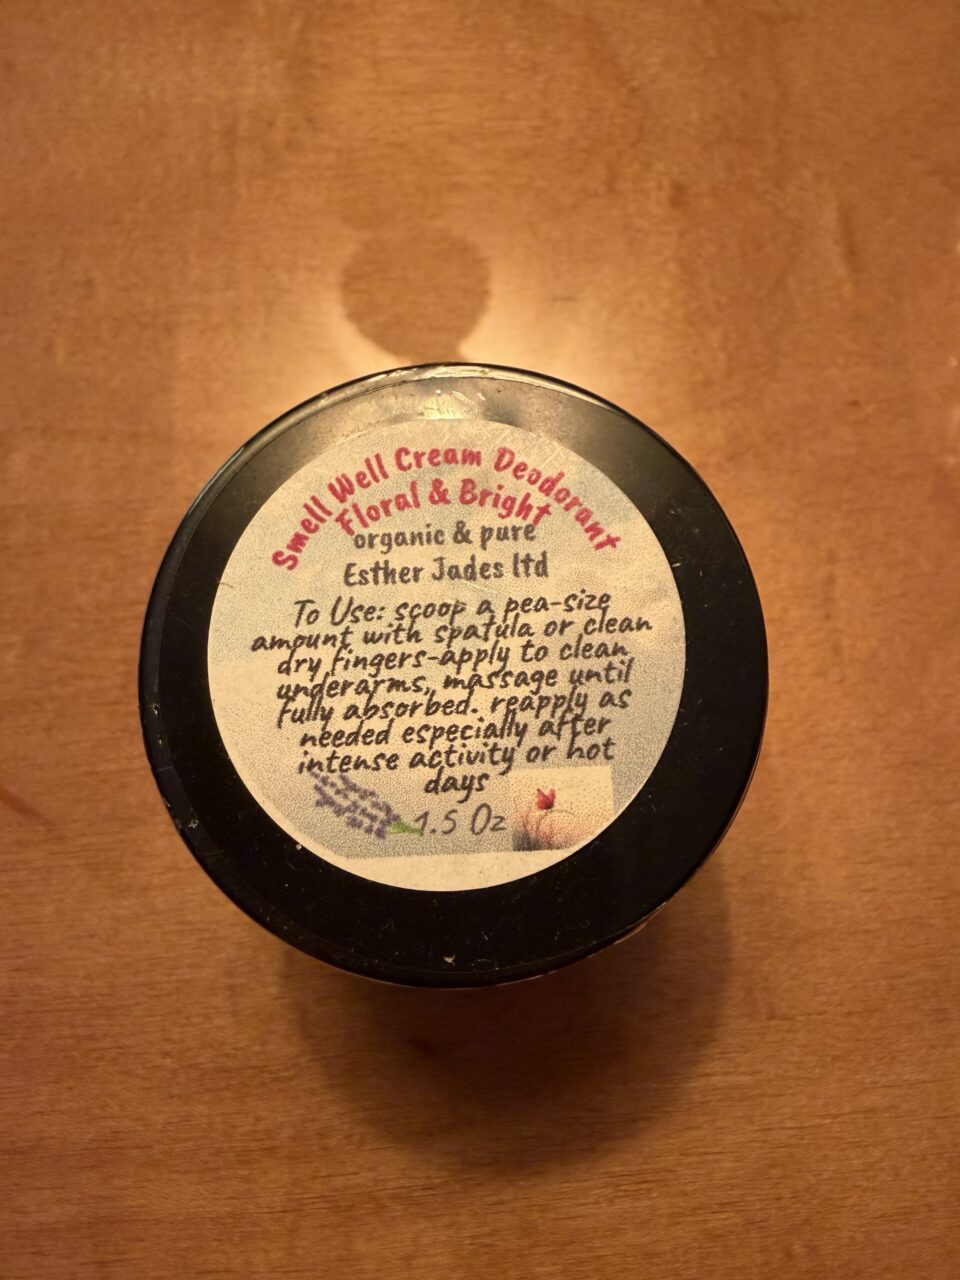 Smell Well Cream Deodorant
Floral & Bright
organic & pure
Esther Jades ltd
To Use: scoop a pea-size
amount with spatula or clean
dry fingers-apply to clean
underarms, massage until
fully absorbed. reapply as
needed especially after
intense activity or hot
days
1.5 Oz